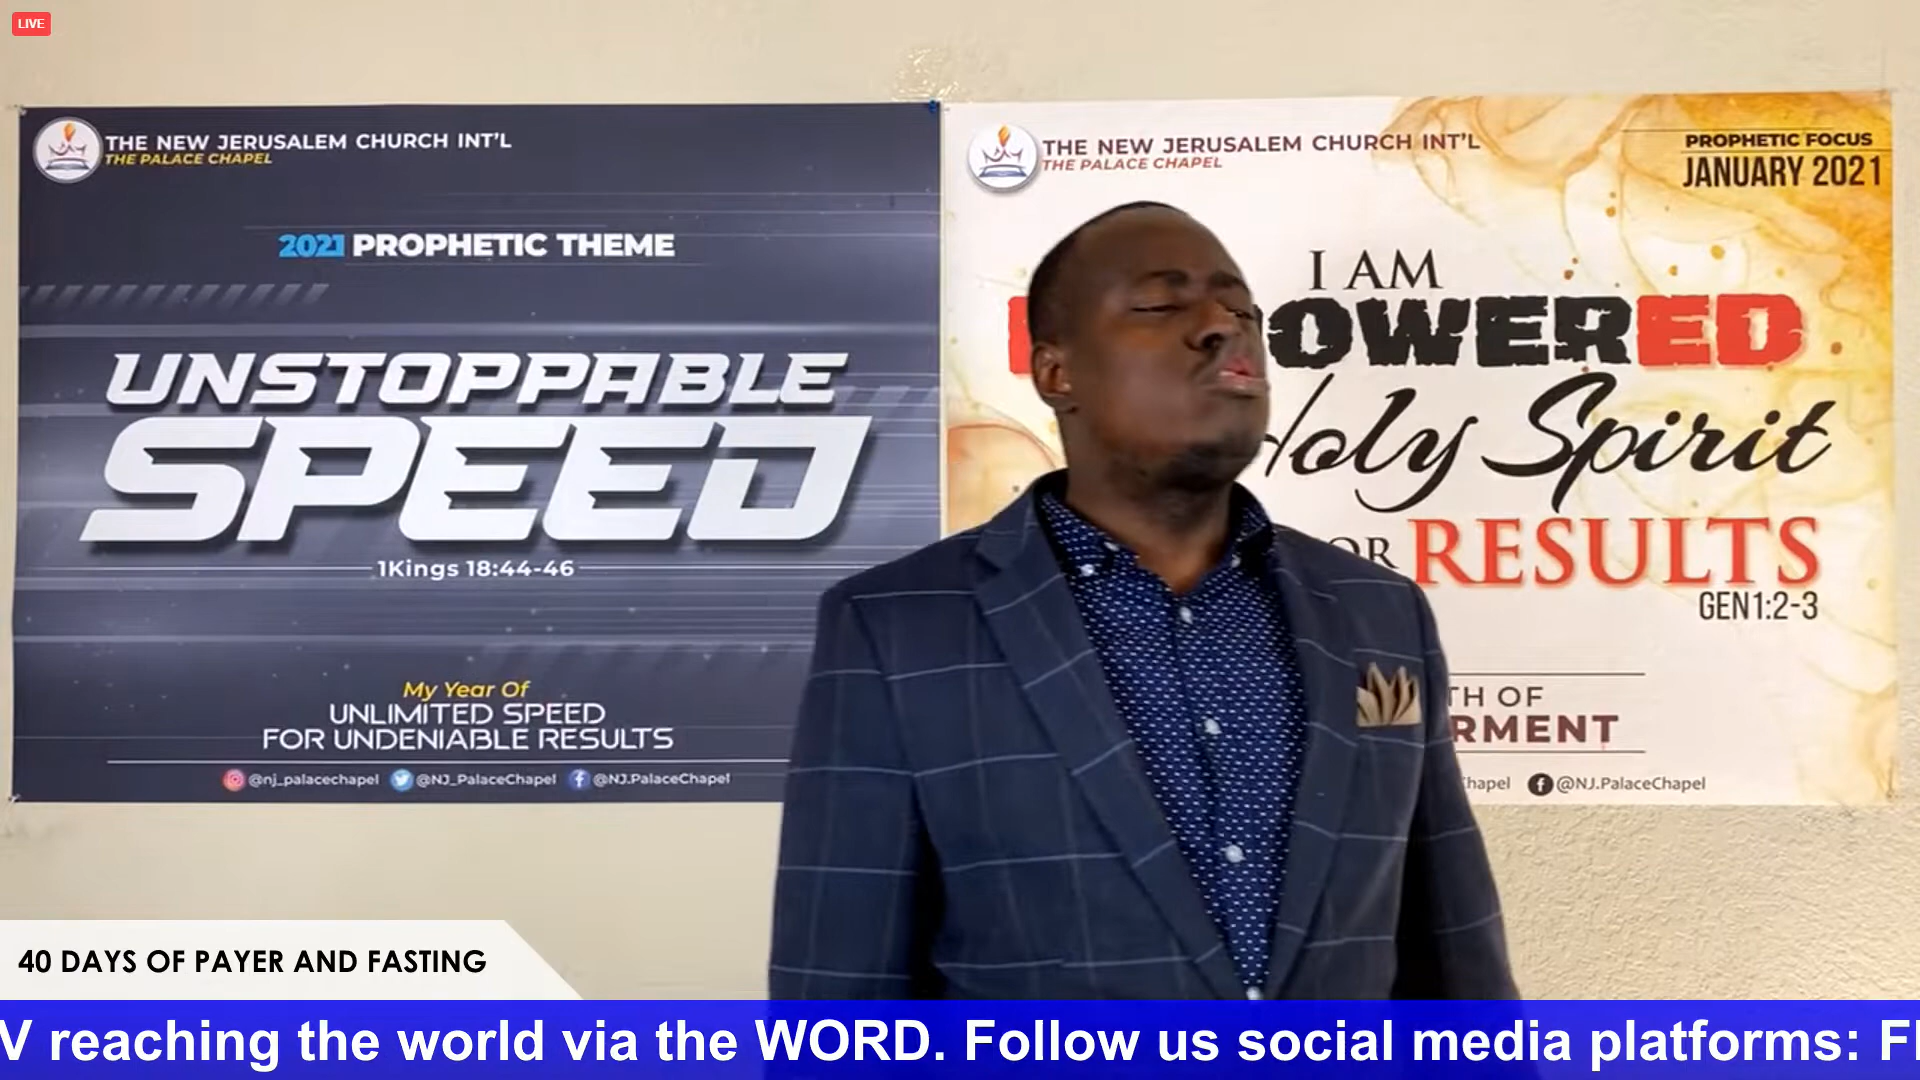 LIVE
THE NEW JERUSALEM CHURCH INT'L
THE PALACE CHAPEL
2021 PROPHETIC THEME
UNSTOPPABLE
SPEED
1Kings 18:44-46
My Year Of
UNLIMITED SPEED
FOR UNDENIABLE RESULTS
@nj_palacechapel @NJ_PalaceChapel @NJ.PalaceChapel
THE NEW JERUSALEM CHURCH INT'L
THE PALACE CHAPEL
PROPHETIC FOCUS
JANUARY 2021
I AM
OWERED
Holy Spirit
OR RESULTS
GEN1:2-3
TH OF
RMENT
hapel @NJ.PalaceChapel
40 DAYS OF PAYER AND FASTING
V reaching the world via the WORD. Follow us social media platforms: